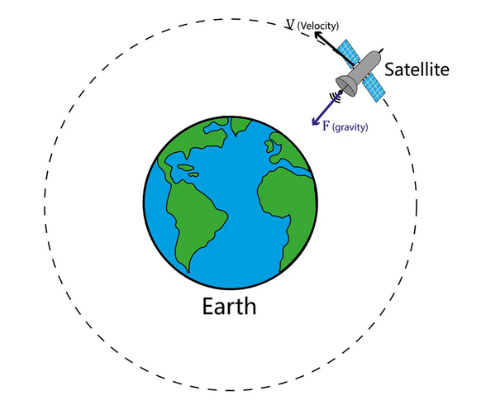 V (Velocity)
Satellite
F (gravity)
Earth